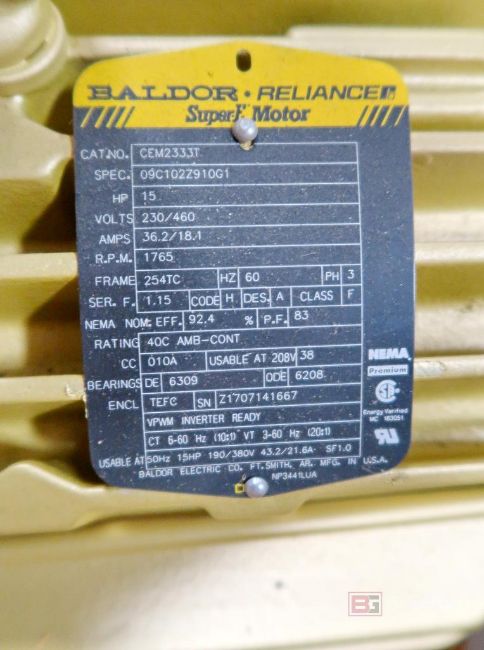 BALDOR · RELIANCE
Super-E Motor
CAT.NO. CEM2333T
SPEC. 09C102Z910G1
HP 15
VOLTS 230/460
AMPS 36.2/18.1
R.P.M. 1765
FRAME 254TC HZ 60 PH 3
SER. F. 1.15 CODE H DES. A CLASS F
NEMA NOM. EFF. 92.4 % P.F. 83
RATING 40C AMB-CONT
CC 010A USABLE AT 208V 38
BEARINGS DE 6309 ODE 6208
ENCL TEFC SN Z1707141667
VPWM INVERTER READY
CT 6-60 Hz (10:1) VT 3-60 Hz (20:1)
USABLE AT 50Hz 15HP 190/380V 43.2/21.6A SF1.0
BALDOR ELECTRIC CO. FT.SMITH, AR. MFG. IN U.S.A.
NP3441LUA
NEMA
Premium
Energy Verified
MC 163051
BG